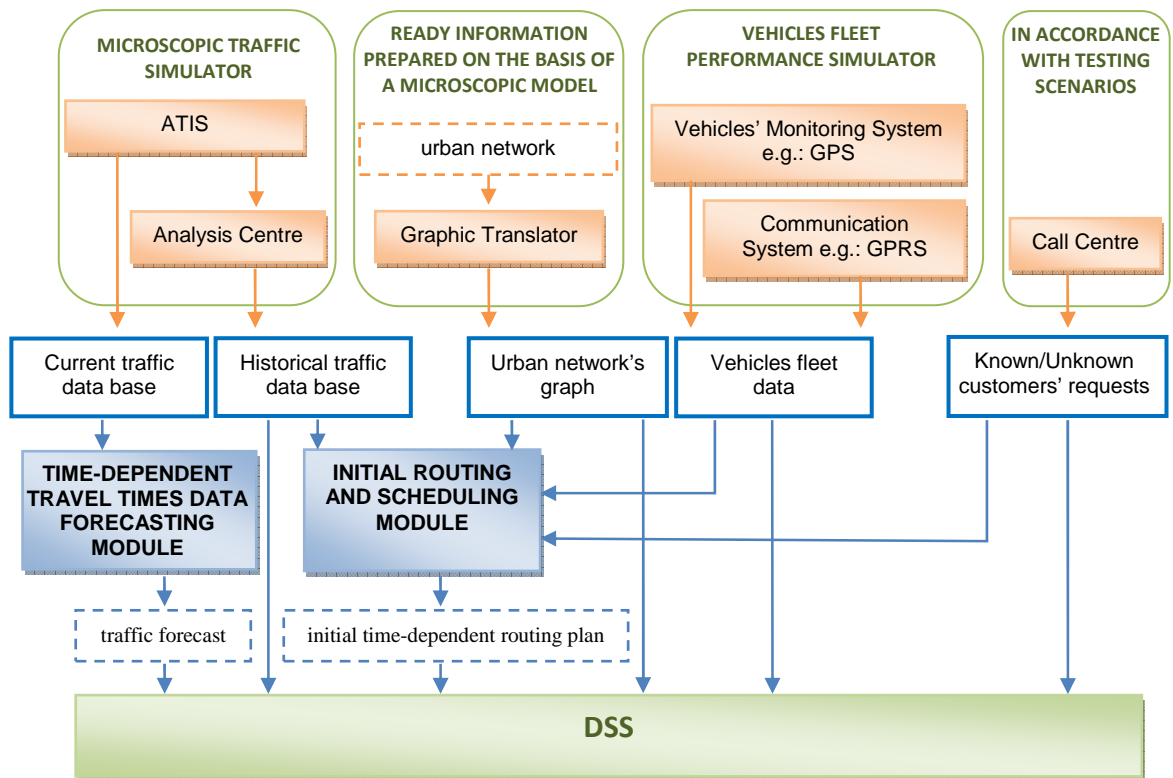 MICROSCOPIC TRAFFIC
SIMULATOR
READY INFORMATION
PREPARED ON THE BASIS OF
A MICROSCOPIC MODEL
VEHICLES FLEET
PERFORMANCE SIMULATOR
IN ACCORDANCE
WITH TESTING
SCENARIOS
ATIS
urban network
Vehicles’ Monitoring System
e.g.: GPS
Analysis Centre
Graphic Translator
Communication
System e.g.: GPRS
Call Centre
Current traffic
data base
Historical traffic
data base
Urban network’s
graph
Vehicles fleet
data
Known/Unknown
customers’ requests
TIME-DEPENDENT
TRAVEL TIMES DATA
FORECASTING
MODULE
INITIAL ROUTING
AND SCHEDULING
MODULE
traffic forecast
initial time-dependent routing plan
DSS